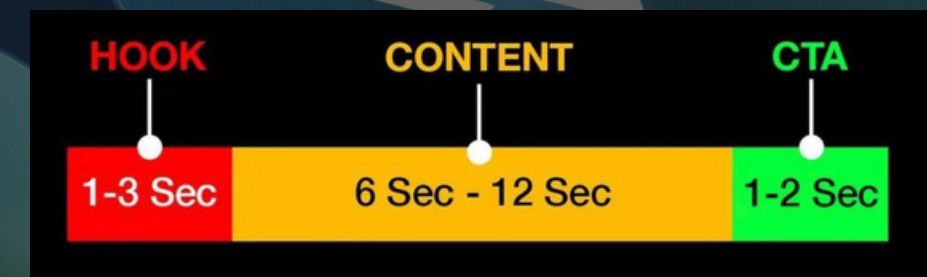 HOOK CONTENT CTA
1-3 Sec 6 Sec - 12 Sec 1-2 Sec